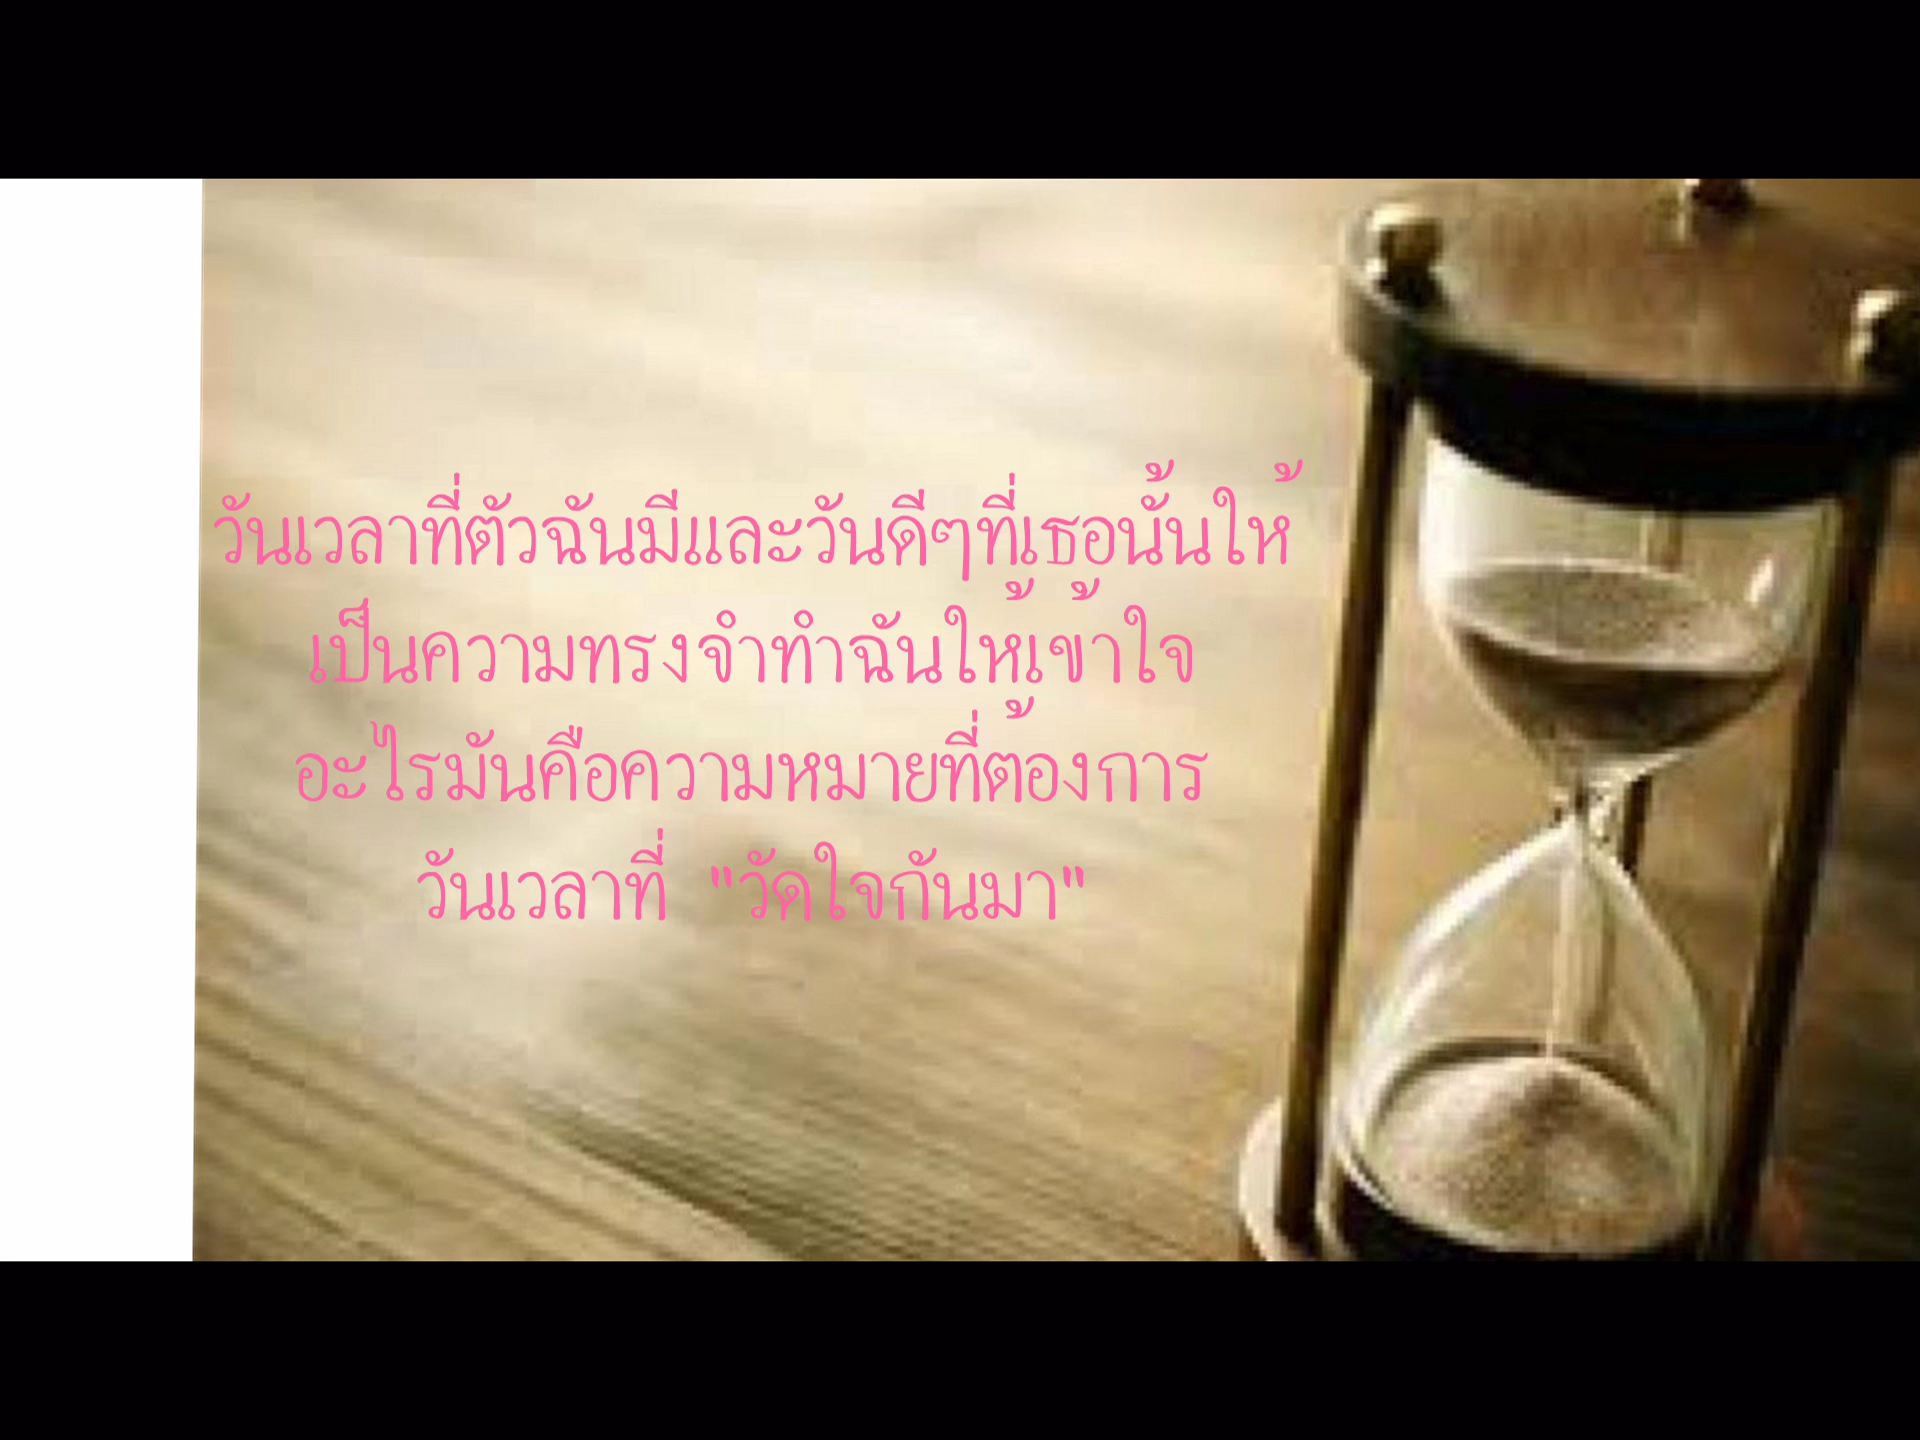 วันเวลาที่ตัวฉันมีและวันดีๆที่เธอนั้นให้
เป็นความทรงจำทำฉันให้เข้าใจ
อะไรมันคือความหมายที่ต้องการ
วันเวลาที่ "วัดใจกันมา"